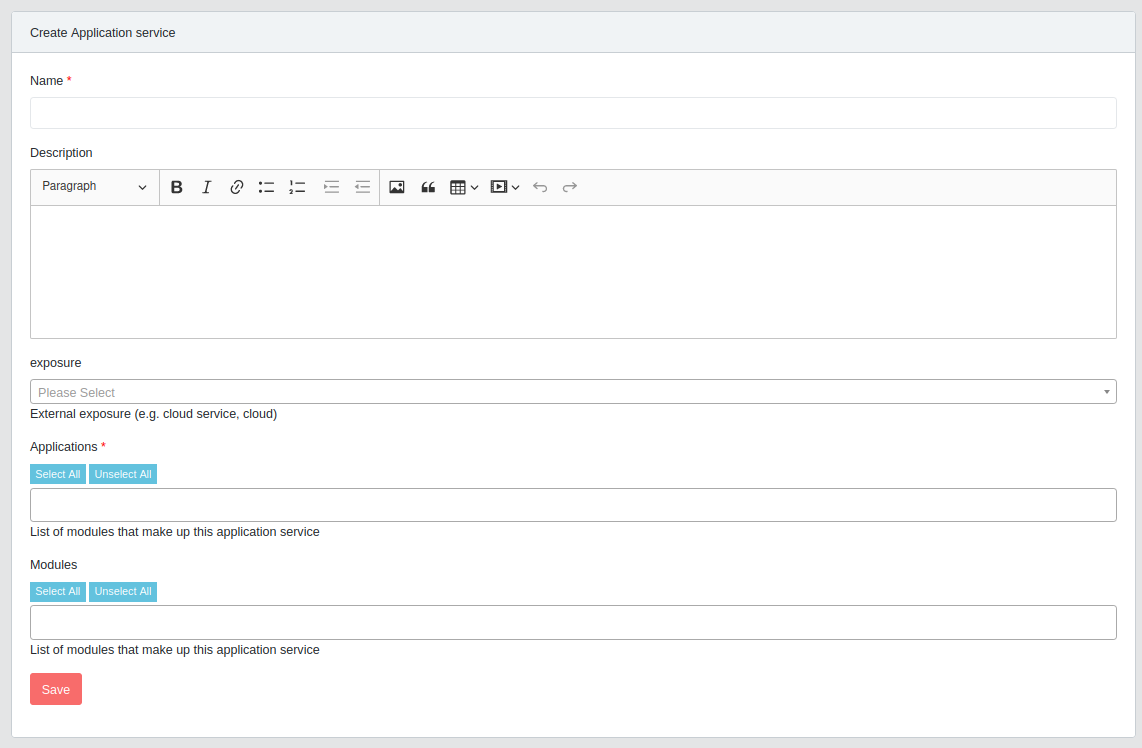 Create Application service
Name *
Description
Paragraph
exposure
Please Select
External exposure (e.g. cloud service, cloud)
Applications *
Select All Unselect All
List of modules that make up this application service
Modules
Select All Unselect All
List of modules that make up this application service
Save